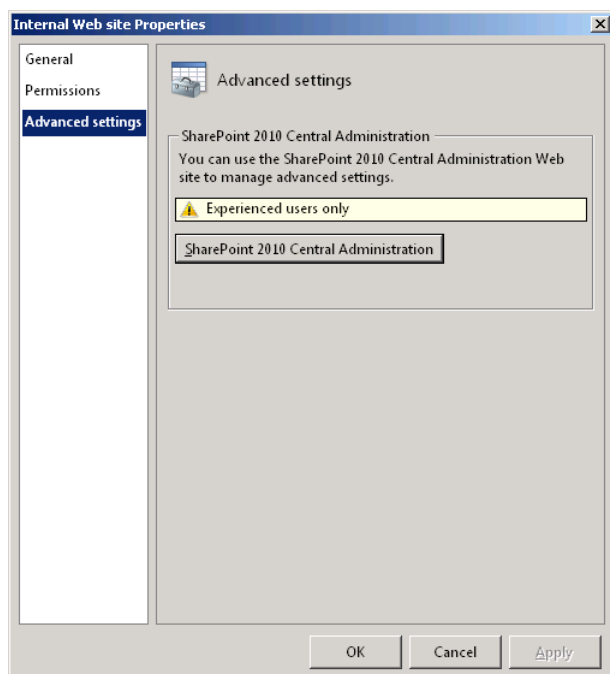 Internal Web site Properties
General
Permissions
Advanced settings
Advanced settings
SharePoint 2010 Central Administration
You can use the SharePoint 2010 Central Administration Web
site to manage advanced settings.
Experienced users only
SharePoint 2010 Central Administration
OK
Cancel
Apply